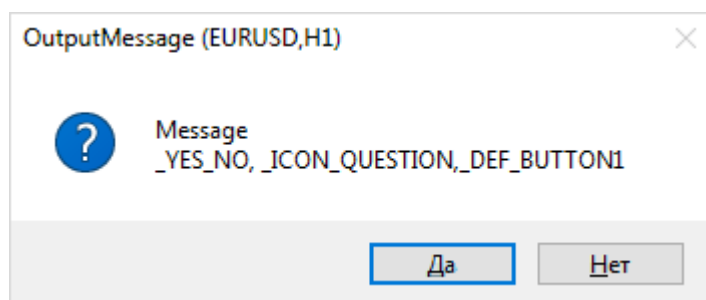 OutputMessage (EURUSD,H1)
?
Message
_YES_NO, _ICON_QUESTION,_DEF_BUTTON1
Да
Нет